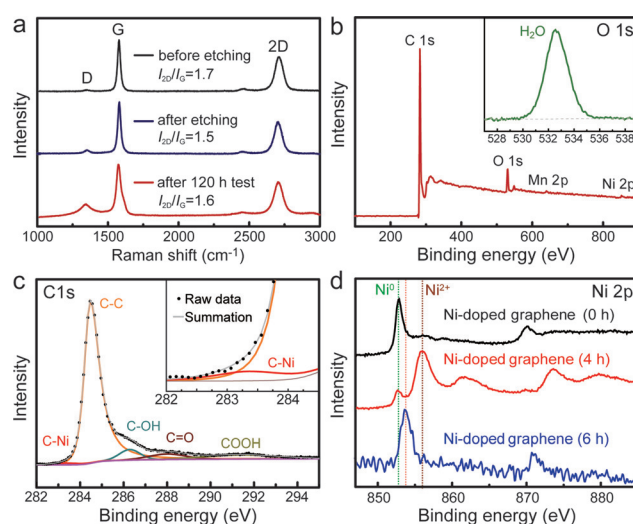 a
D
G
2D
before etching
I2D/IG=1.7
after etching
I2D/IG=1.5
after 120 h test
I2D/IG=1.6
Intensity
1000 1500 2000 2500 3000
Raman shift (cm-1)
b
C 1s
H2O
O 1s
528 530 532 534 536 538
O 1s
Mn 2p
Ni 2p
Intensity
200 400 600 800
Binding energy (eV)
c
C1s
C-C
Raw data
Summation
C-Ni
282 283 284
C-Ni
C-OH
C=O
COOH
Intensity
282 284 286 288 290 292 294
Binding energy (eV)
d
Ni0
Ni2+
Ni 2p
Ni-doped graphene (0 h)
Ni-doped graphene (4 h)
Ni-doped graphene (6 h)
Intensity
850 860 870 880
Binding energy (eV)